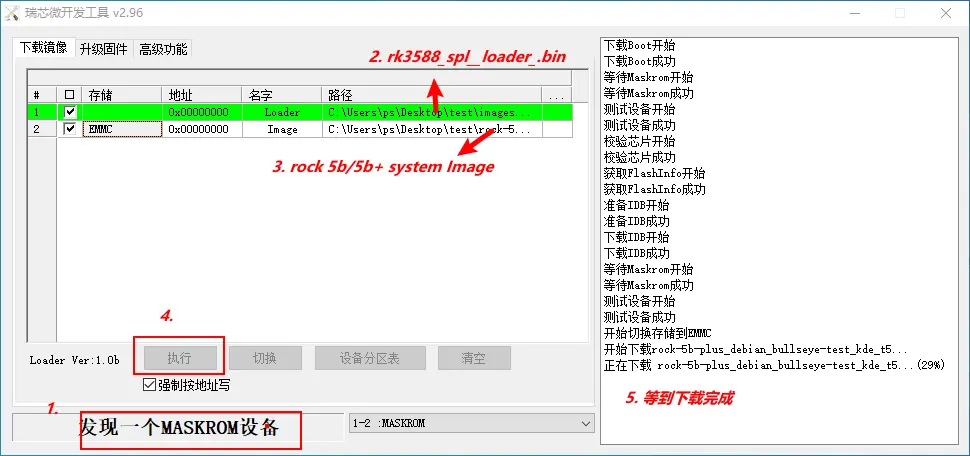 瑞芯微开发工具 v2.96
下载镜像 升级固件 高级功能
2. rk3588_spl__loader_.bin
# 存储 地址 名字 路径 ...
1 0x00000000 Loader C:\Users\ps\Desktop\test\images...
2 EMMC 0x00000000 Image C:\Users\ps\Desktop\test\rock-5...
3. rock 5b/5b+ system Image
4.
Loader Ver:1.0b 执行 切换 设备分区表 清空
强制按地址写
1.
发现一个MASKROM设备
1-2 :MASKROM
下载Boot开始
下载Boot成功
等待Maskrom开始
等待Maskrom成功
测试设备开始
测试设备成功
校验芯片开始
校验芯片成功
获取FlashInfo开始
获取FlashInfo成功
准备IDB开始
准备IDB成功
下载IDB开始
下载IDB成功
等待Maskrom开始
等待Maskrom成功
测试设备开始
测试设备成功
开始切换存储到EMMC
开始下载rock-5b-plus_debian_bullseye-test_kde_t5...
正在下载 rock-5b-plus_debian_bullseye-test_kde_t5...(29%)
5. 等到下载完成